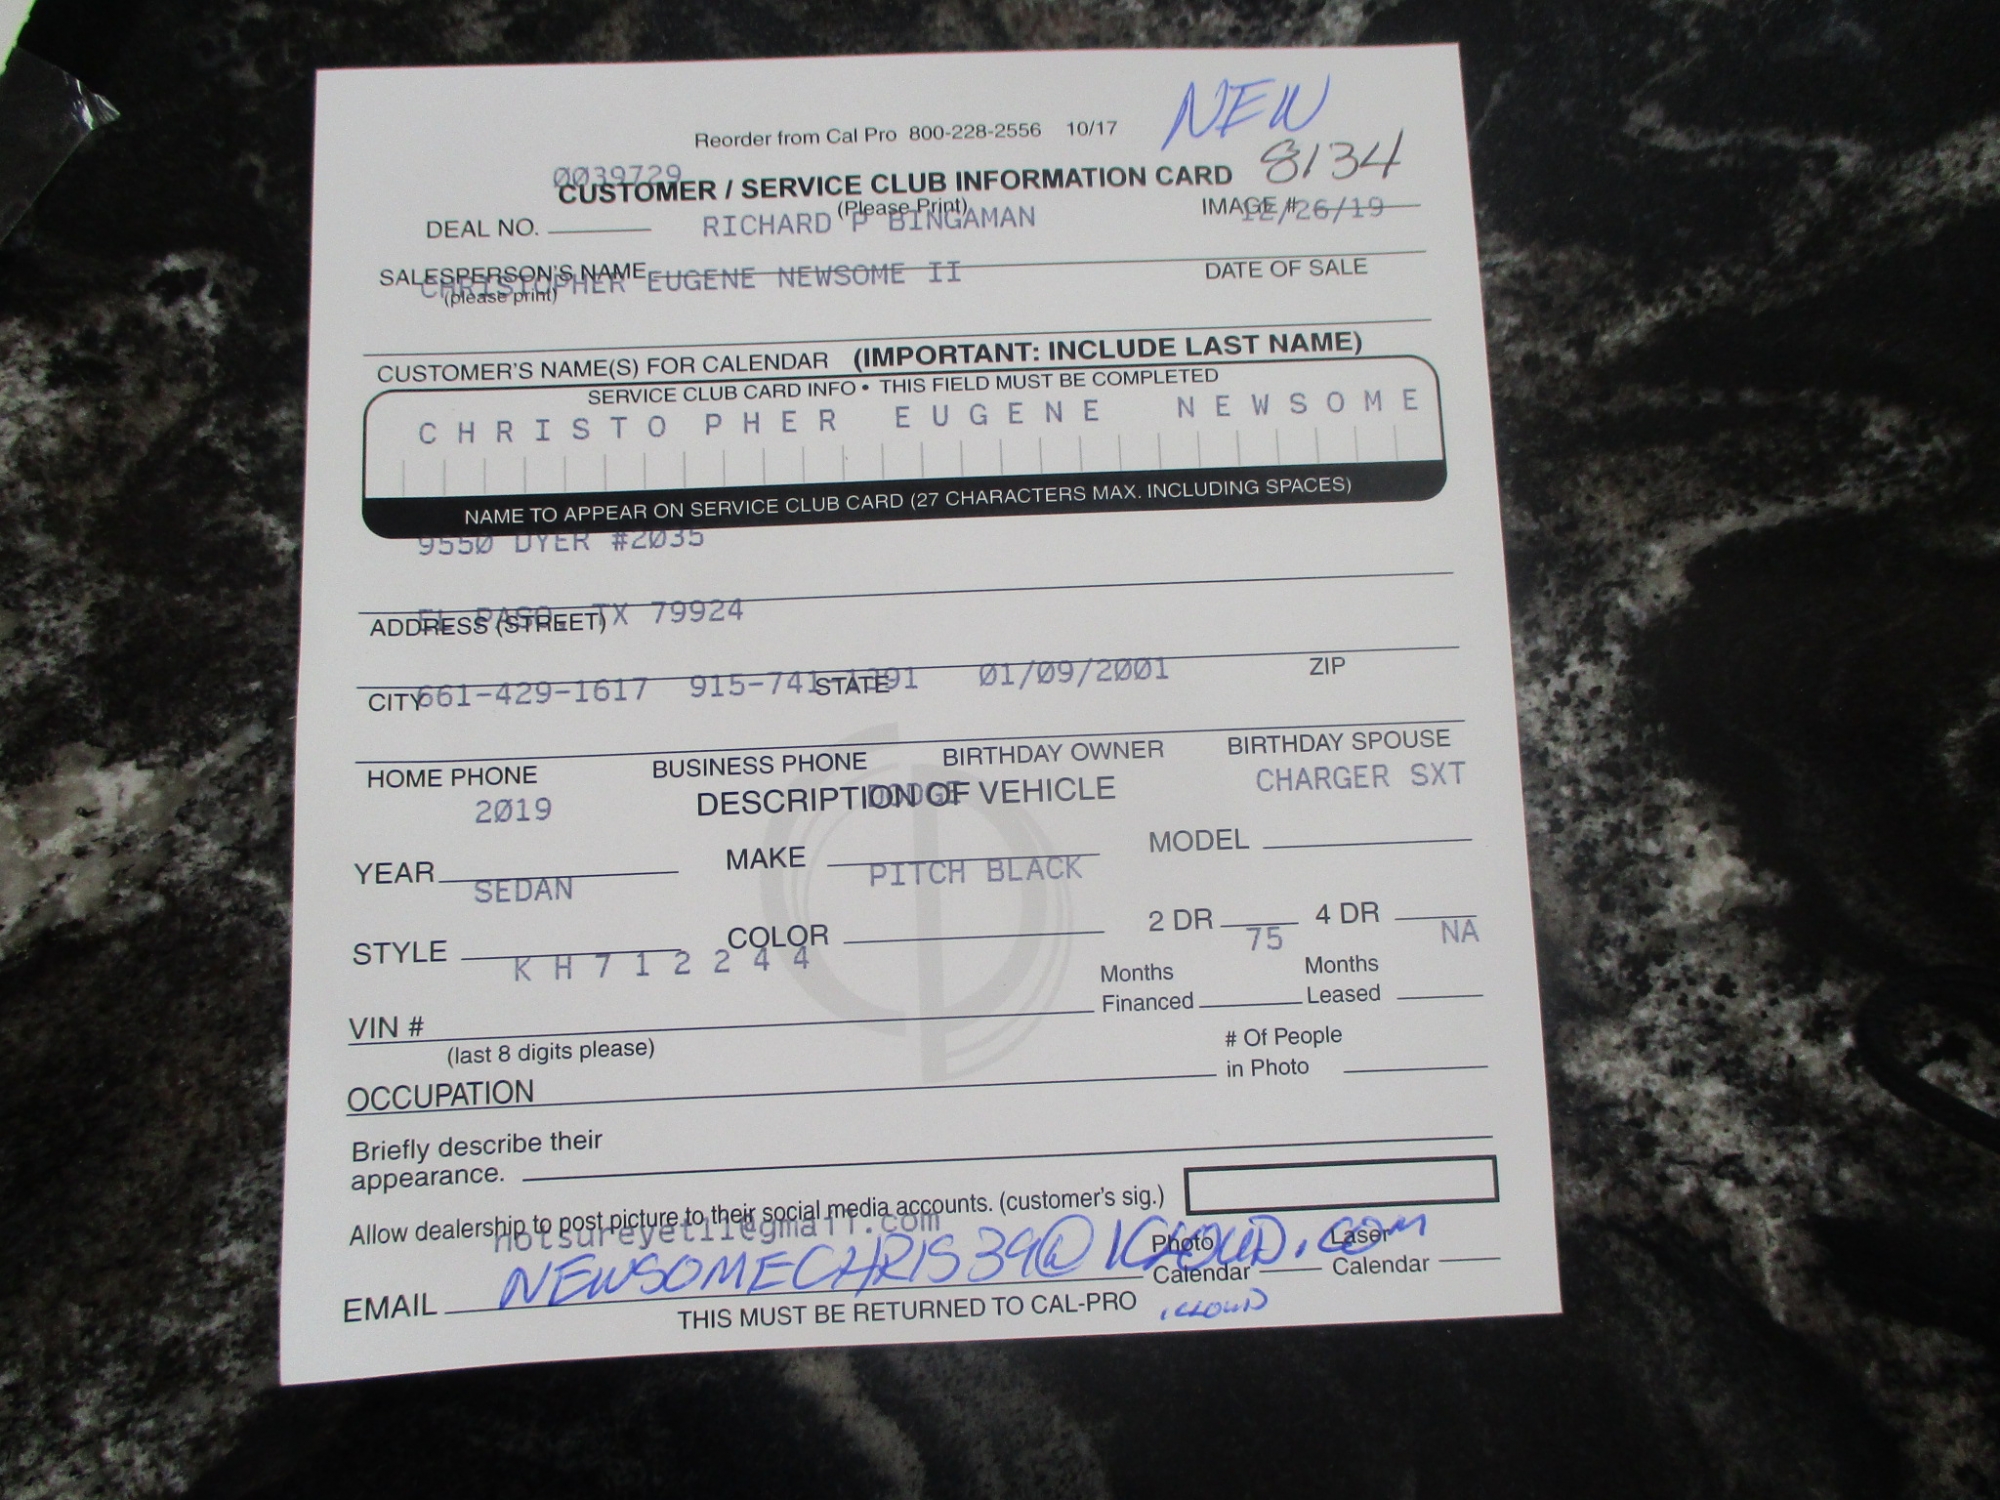 NEW
Reorder from Cal Pro 800-228-2556 10/17
0039729
CUSTOMER / SERVICE CLUB INFORMATION CARD 8134
(Please Print)
DEAL NO. RICHARD P BINGAMAN IMAGE # 12/26/19
SALESPERSON'S NAME DATE OF SALE
CHRISTOPHER EUGENE NEWSOME II
(please print)
CUSTOMER'S NAME(S) FOR CALENDAR (IMPORTANT: INCLUDE LAST NAME)
SERVICE CLUB CARD INFO • THIS FIELD MUST BE COMPLETED
CHRISTOPHER EUGENE NEWSOME
NAME TO APPEAR ON SERVICE CLUB CARD (27 CHARACTERS MAX. INCLUDING SPACES)
9550 DYER #2035
EL PASO, TX 79924
ADDRESS (STREET)
661-429-1617 915-741- 91 01/09/2001
CITY STATE ZIP
HOME PHONE BUSINESS PHONE BIRTHDAY OWNER BIRTHDAY SPOUSE
2019 DODGE CHARGER SXT
DESCRIPTION OF VEHICLE
YEAR MAKE MODEL
SEDAN PITCH BLACK
STYLE COLOR 2 DR 4 DR
KH712244 75 NA
VIN # Months Financed Months Leased
(last 8 digits please)
OCCUPATION # Of People in Photo
Briefly describe their
appearance.
Allow dealership to post picture to their social media accounts. (customer's sig.)
notsureyet11@gmail.com
NEWSOMECHRIS39@ICLOUD.COM
EMAIL Photo Calendar Laser Calendar
THIS MUST BE RETURNED TO CAL-PRO .CLOUD